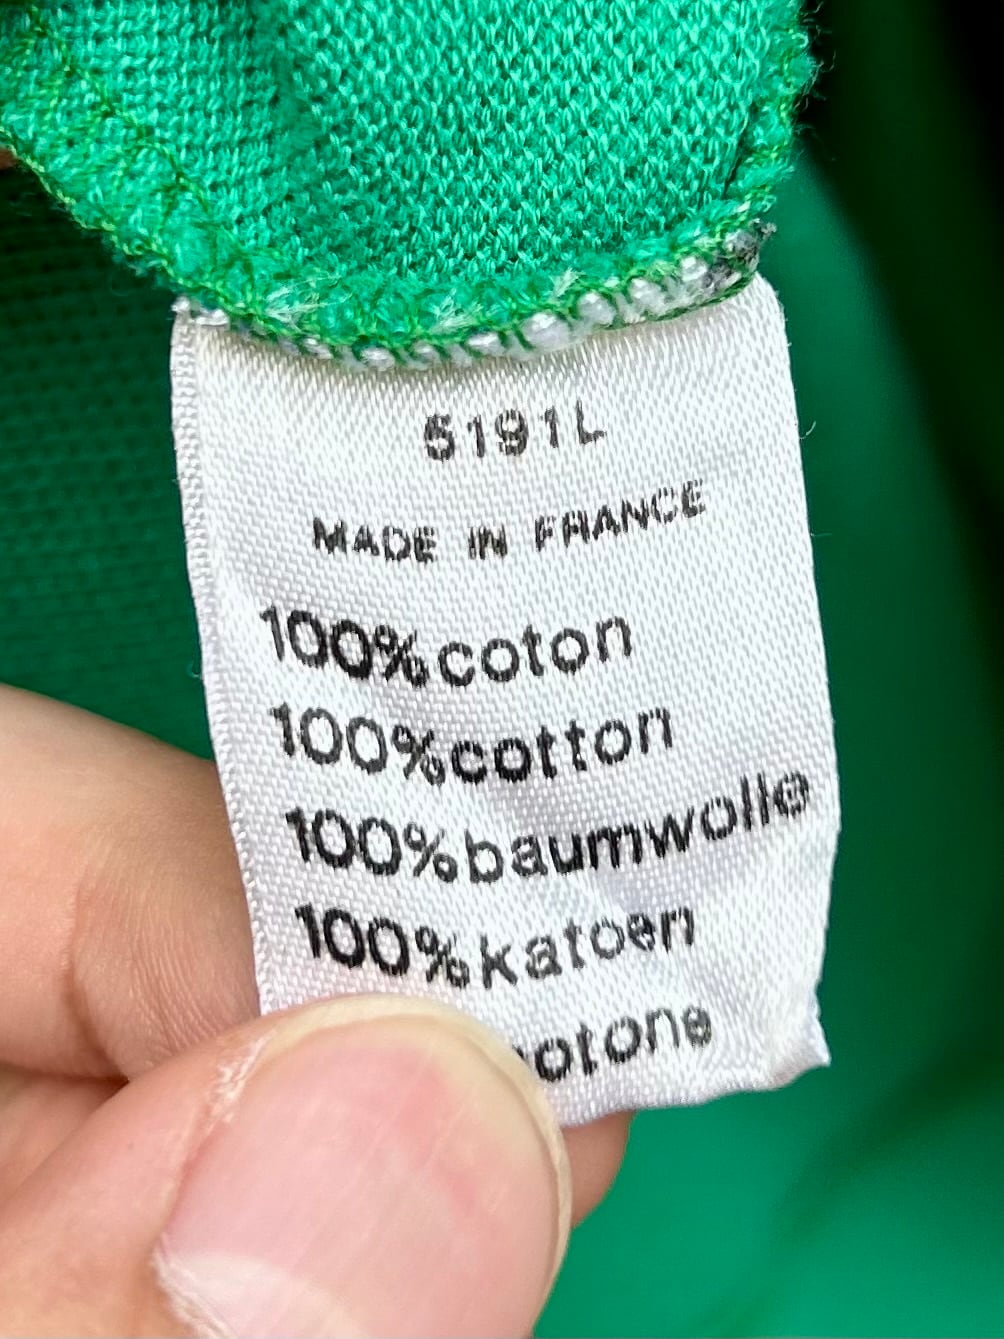 5191L
MADE IN FRANCE
100% coton
100% cotton
100% baumwolle
100% katoen